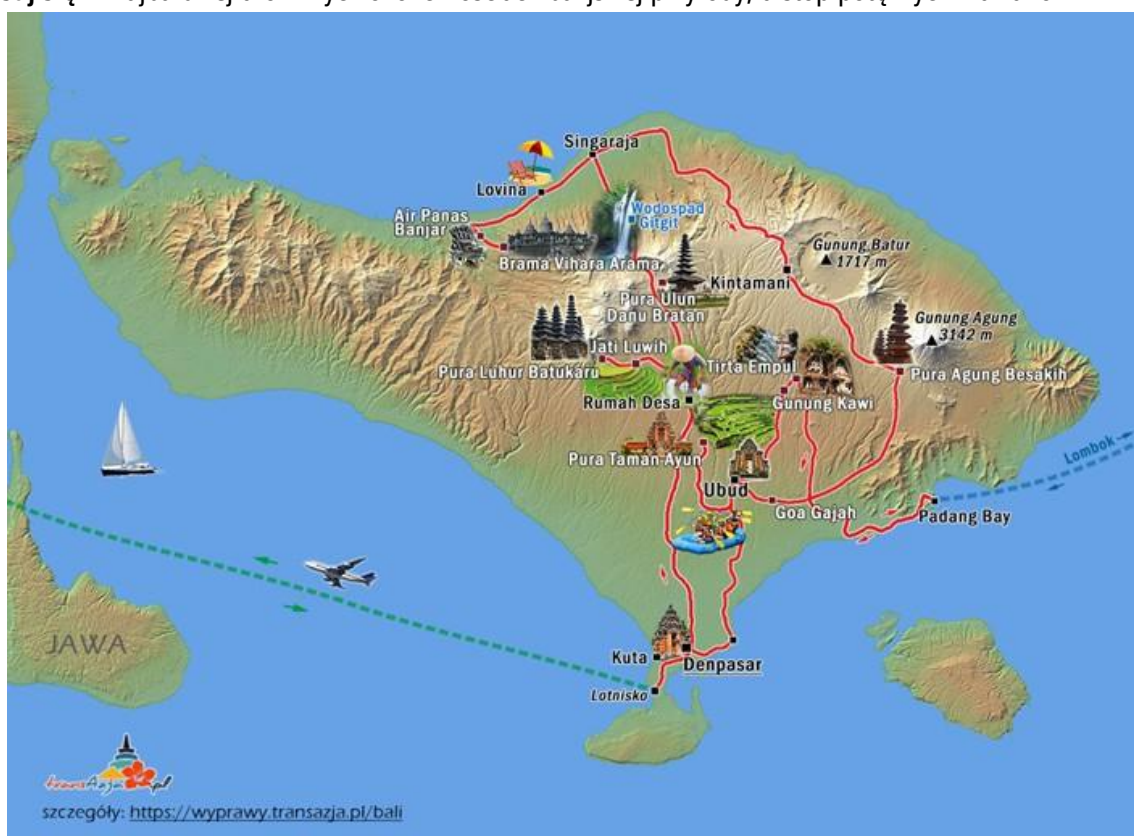 Singaraja
Lovina
Air Panas
Banjar
Wodospad
Gitgit
Brama Vihara Arama
Gunung Batur
1717 m
Kintamani
Pura Ulun
Danu Bratan
Gunung Agung
3142 m
Jati Luwih
Pura Luhur Batukaru
Tirta Empul
Pura Agung Besakih
Rumah Desa
Gunung Kawi
Pura Taman Ayun
Lombok
Ubud
Goa Gajah
Padang Bay
JAWA
Kuta
Denpasar
Lotnisko
transAzja.pl
szczegóły: https://wyprawy.transazja.pl/bali